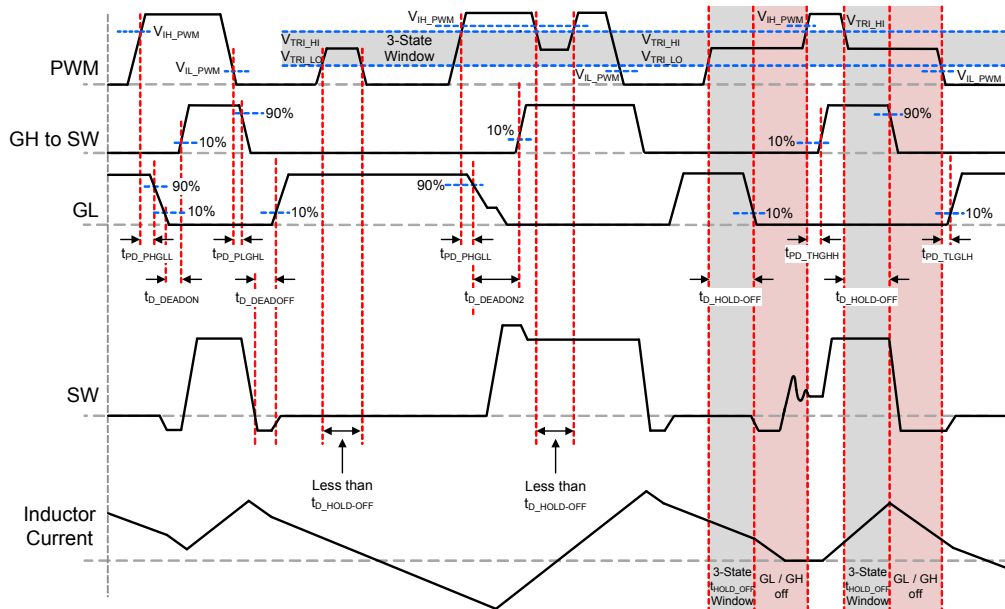 V_IH_PWM
V_IH_PWM
V_IH_PWM
V_TRI_HI
V_TRI_HI
3-State
Window
V_TRI_HI
V_TRI_LO
V_TRI_LO
PWM
V_IL_PWM
V_IL_PWM
V_IL_PWM
GH to SW
90%
10%
10%
10%
90%
GL
90%
10%
10%
90%
10%
10%
t_PD_PHGLL
t_PD_PLGHL
t_PD_PHGLL
t_PD_THGHH
t_PD_TLGLH
t_D_DEADON
t_D_DEADOFF
t_D_DEADON2
t_D_HOLD-OFF
t_D_HOLD-OFF
SW
Less than
t_D_HOLD-OFF
Less than
t_D_HOLD-OFF
Inductor
Current
3-State
t_HOLD_OFF
Window
GL / GH
off
3-State
t_HOLD_OFF
Window
GL / GH
off